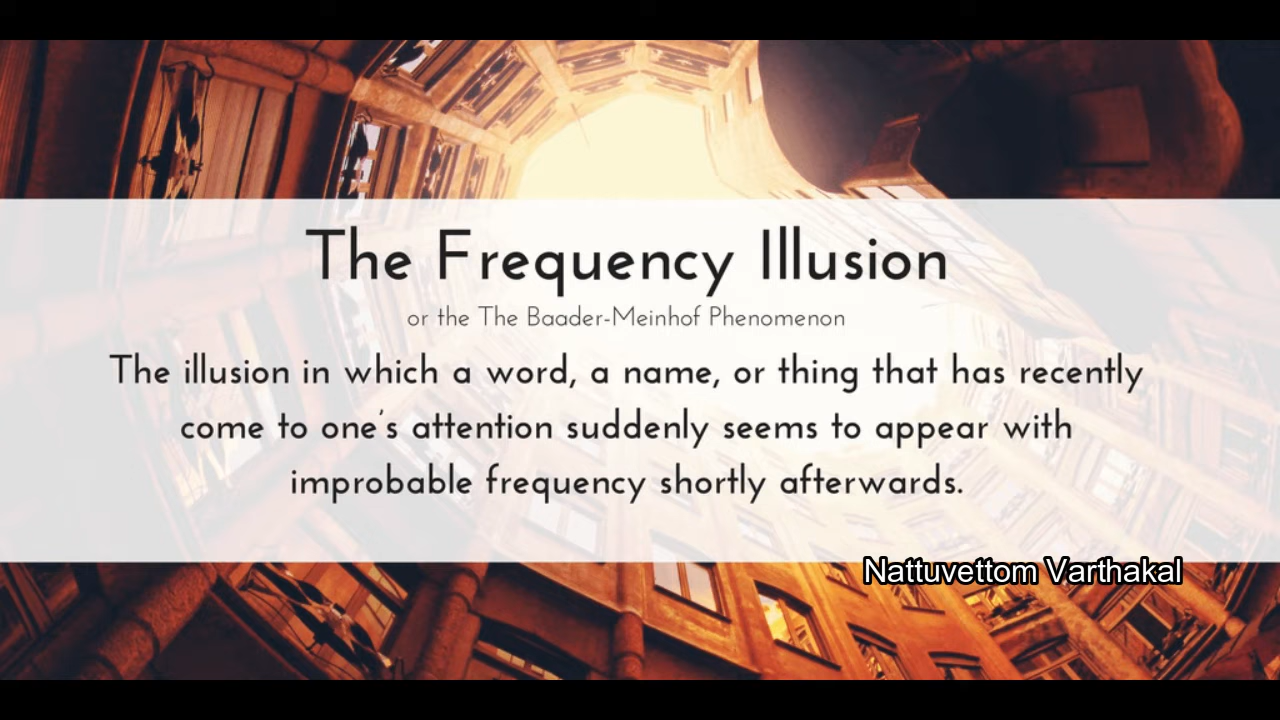 The Frequency Illusion
or the The Baader-Meinhof Phenomenon
The illusion in which a word, a name, or thing that has recently
come to one's attention suddenly seems to appear with
improbable frequency shortly afterwards.
Nattuvettom Varthakal